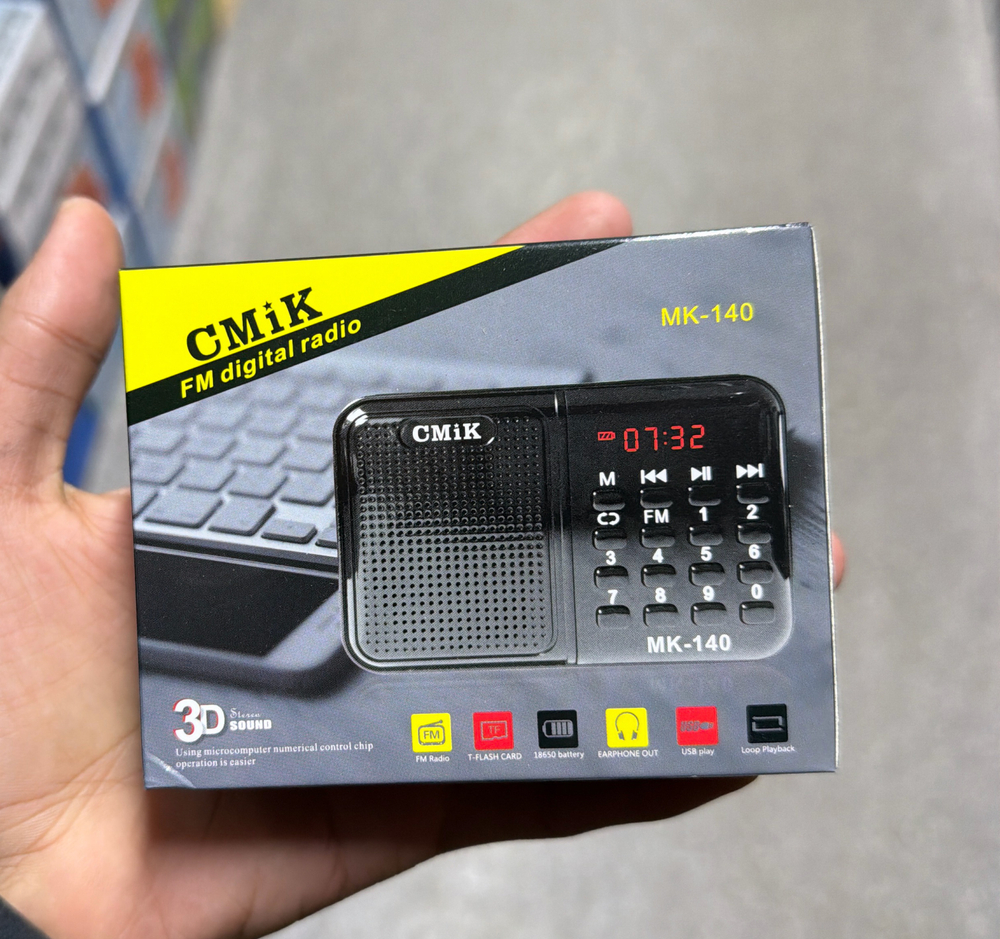 CMiK
FM digital radio
MK-140
CMiK
07:32
M
FM 1 2
3 4 5 6
7 8 9 0
MK-140
3D Stereo SOUND
Using microcomputer numerical control chip
operation is easier
FM
TF
USB
FM Radio
T-FLASH CARD
18650 battery
EARPHONE OUT
USB play
Loop Playback